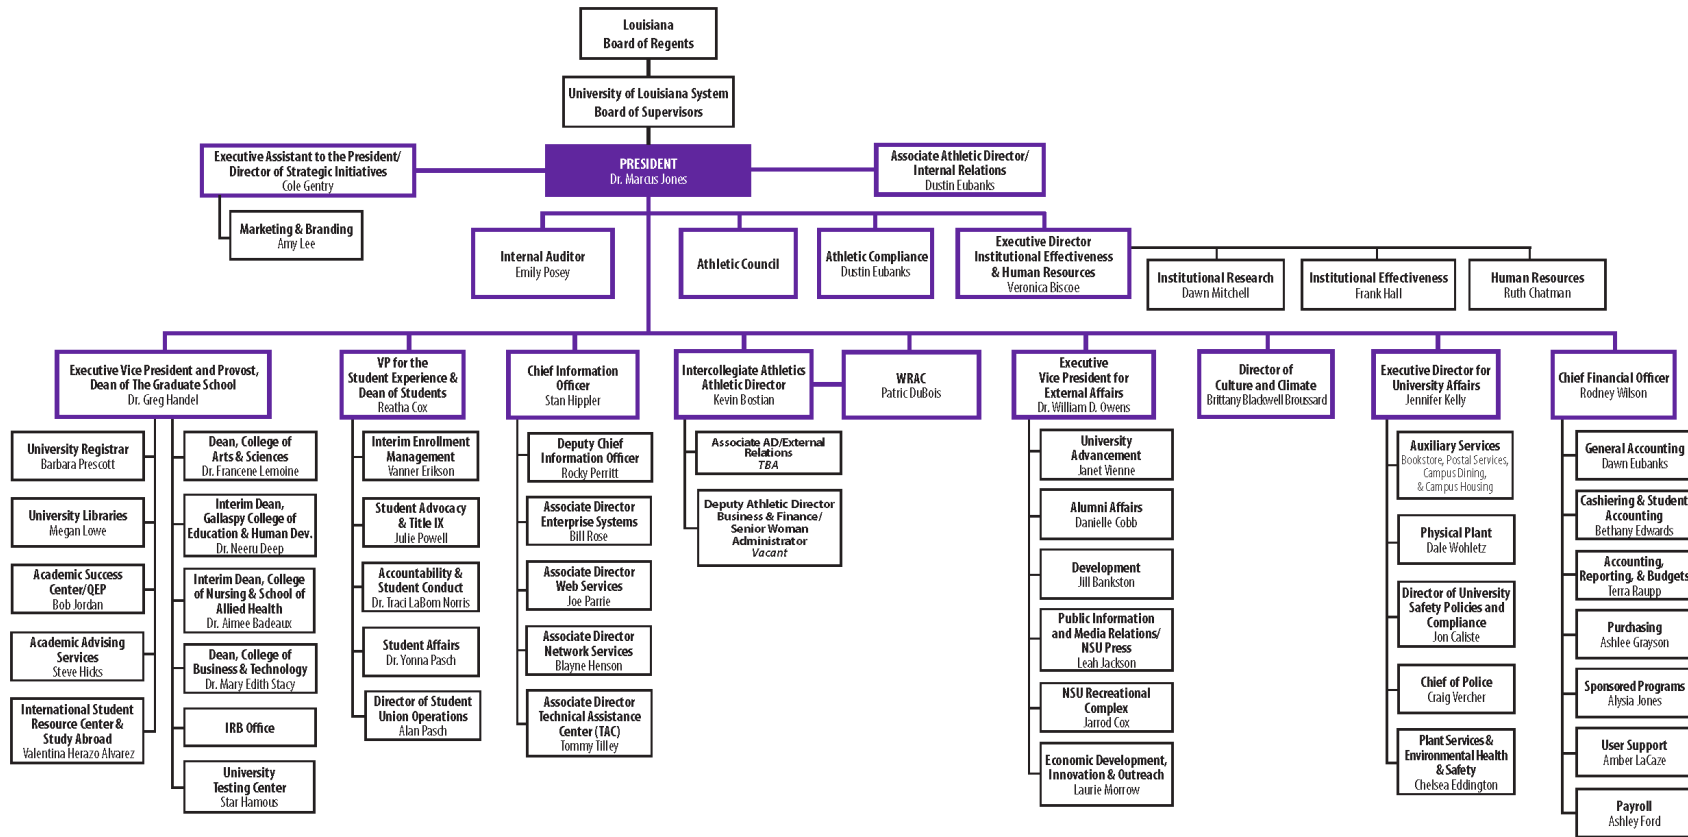 Louisiana
Board of Regents
University of Louisiana System
Board of Supervisors
Executive Assistant to the President/
Director of Strategic Initiatives
Cole Gentry
PRESIDENT
Dr. Marcus Jones
Associate Athletic Director/
Internal Relations
Dustin Eubanks
Marketing & Branding
Amy Lee
Internal Auditor
Emily Posey
Athletic Council
Athletic Compliance
Dustin Eubanks
Executive Director
Institutional Effectiveness
& Human Resources
Veronica Biscoe
Institutional Research
Dawn Mitchell
Institutional Effectiveness
Frank Hall
Human Resources
Ruth Chatman
Executive Vice President and Provost,
Dean of The Graduate School
Dr. Greg Handel
VP for the
Student Experience &
Dean of Students
Reatha Cox
Chief Information
Officer
Stan Hippler
Intercollegiate Athletics
Athletic Director
Kevin Bostian
WRAC
Patric DuBois
Executive
Vice President for
External Affairs
Dr. William D. Owens
Director of
Culture and Climate
Brittany Blackwell Broussard
Executive Director for
University Affairs
Jennifer Kelly
Chief Financial Officer
Rodney Wilson
University Registrar
Barbara Prescott
University Libraries
Megan Lowe
Academic Success
Center/QEP
Bob Jordan
Academic Advising
Services
Steve Hicks
International Student
Resource Center &
Study Abroad
Valentina Herazo Alvarez
Dean, College of
Arts & Sciences
Dr. Francene Lemoine
Interim Dean,
Gallaspy College of
Education & Human Dev.
Dr. Neeru Deep
Interim Dean, College
of Nursing & School of
Allied Health
Dr. Aimee Badeaux
Dean, College of
Business & Technology
Dr. Mary Edith Stacy
IRB Office
University
Testing Center
Star Hamous
Interim Enrollment
Management
Vanner Erikson
Student Advocacy
& Title IX
Julie Powell
Accountability &
Student Conduct
Dr. Traci LaBom Norris
Student Affairs
Dr. Yonna Pasch
Director of Student
Union Operations
Alan Pasch
Deputy Chief
Information Officer
Rocky Perritt
Associate Director
Enterprise Systems
Bill Rose
Associate Director
Web Services
Joe Parrie
Associate Director
Network Services
Blayne Henson
Associate Director
Technical Assistance
Center (TAC)
Tommy Tilley
Associate AD/External
Relations
TBA
Deputy Athletic Director
Business & Finance/
Senior Woman
Administrator
Vacant
University
Advancement
Janet Vienne
Alumni Affairs
Danielle Cobb
Development
Jill Bankston
Public Information
and Media Relations/
NSU Press
Leah Jackson
NSU Recreational
Complex
Jarrod Cox
Economic Development,
Innovation & Outreach
Laurie Morrow
Auxiliary Services
Bookstore, Postal Services,
Campus Dining,
& Campus Housing
Physical Plant
Dale Wohletz
Director of University
Safety Policies and
Compliance
Jon Caliste
Chief of Police
Craig Vercher
Plant Services &
Environmental Health
& Safety
Chelsea Eddington
General Accounting
Dawn Eubanks
Cashiering & Student
Accounting
Bethany Edwards
Accounting,
Reporting, & Budgets
Terra Raupp
Purchasing
Ashlee Grayson
Sponsored Programs
Alysia Jones
User Support
Amber LaCaze
Payroll
Ashley Ford